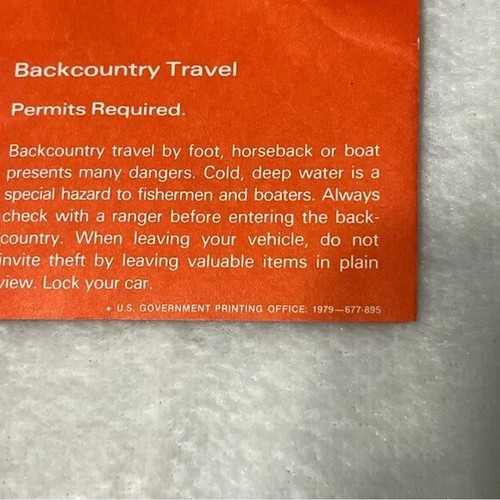 Backcountry Travel
Permits Required.
Backcountry travel by foot, horseback or boat
presents many dangers. Cold, deep water is a
special hazard to fishermen and boaters. Always
check with a ranger before entering the back-
country. When leaving your vehicle, do not
invite theft by leaving valuable items in plain
view. Lock your car.
★ U.S. GOVERNMENT PRINTING OFFICE: 1979—677-895